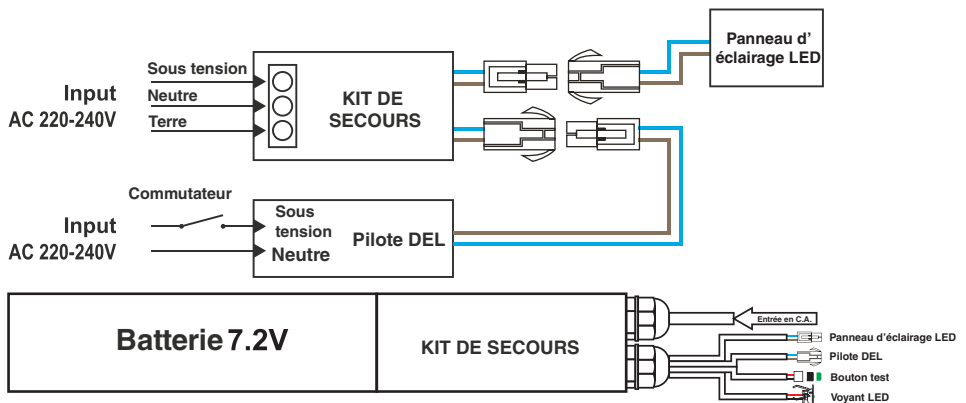 Panneau d'
éclairage LED
Sous tension
Input
Neutre
AC 220-240V
Terre
KIT DE
SECOURS
Commutateur
Input
AC 220-240V
Sous
tension
Neutre
Pilote DEL
Batterie 7.2V
KIT DE SECOURS
Entrée en C.A.
Panneau d'éclairage LED
Pilote DEL
Bouton test
Voyant LED